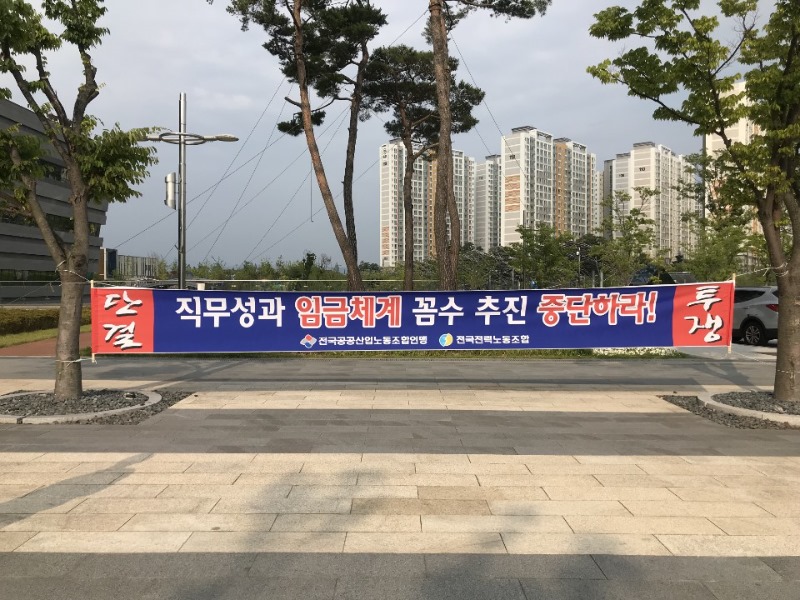 단결
직무성과 임금체계 꼼수 추진 중단하라!
투쟁
전국공공산업노동조합연맹 전국전력노동조합